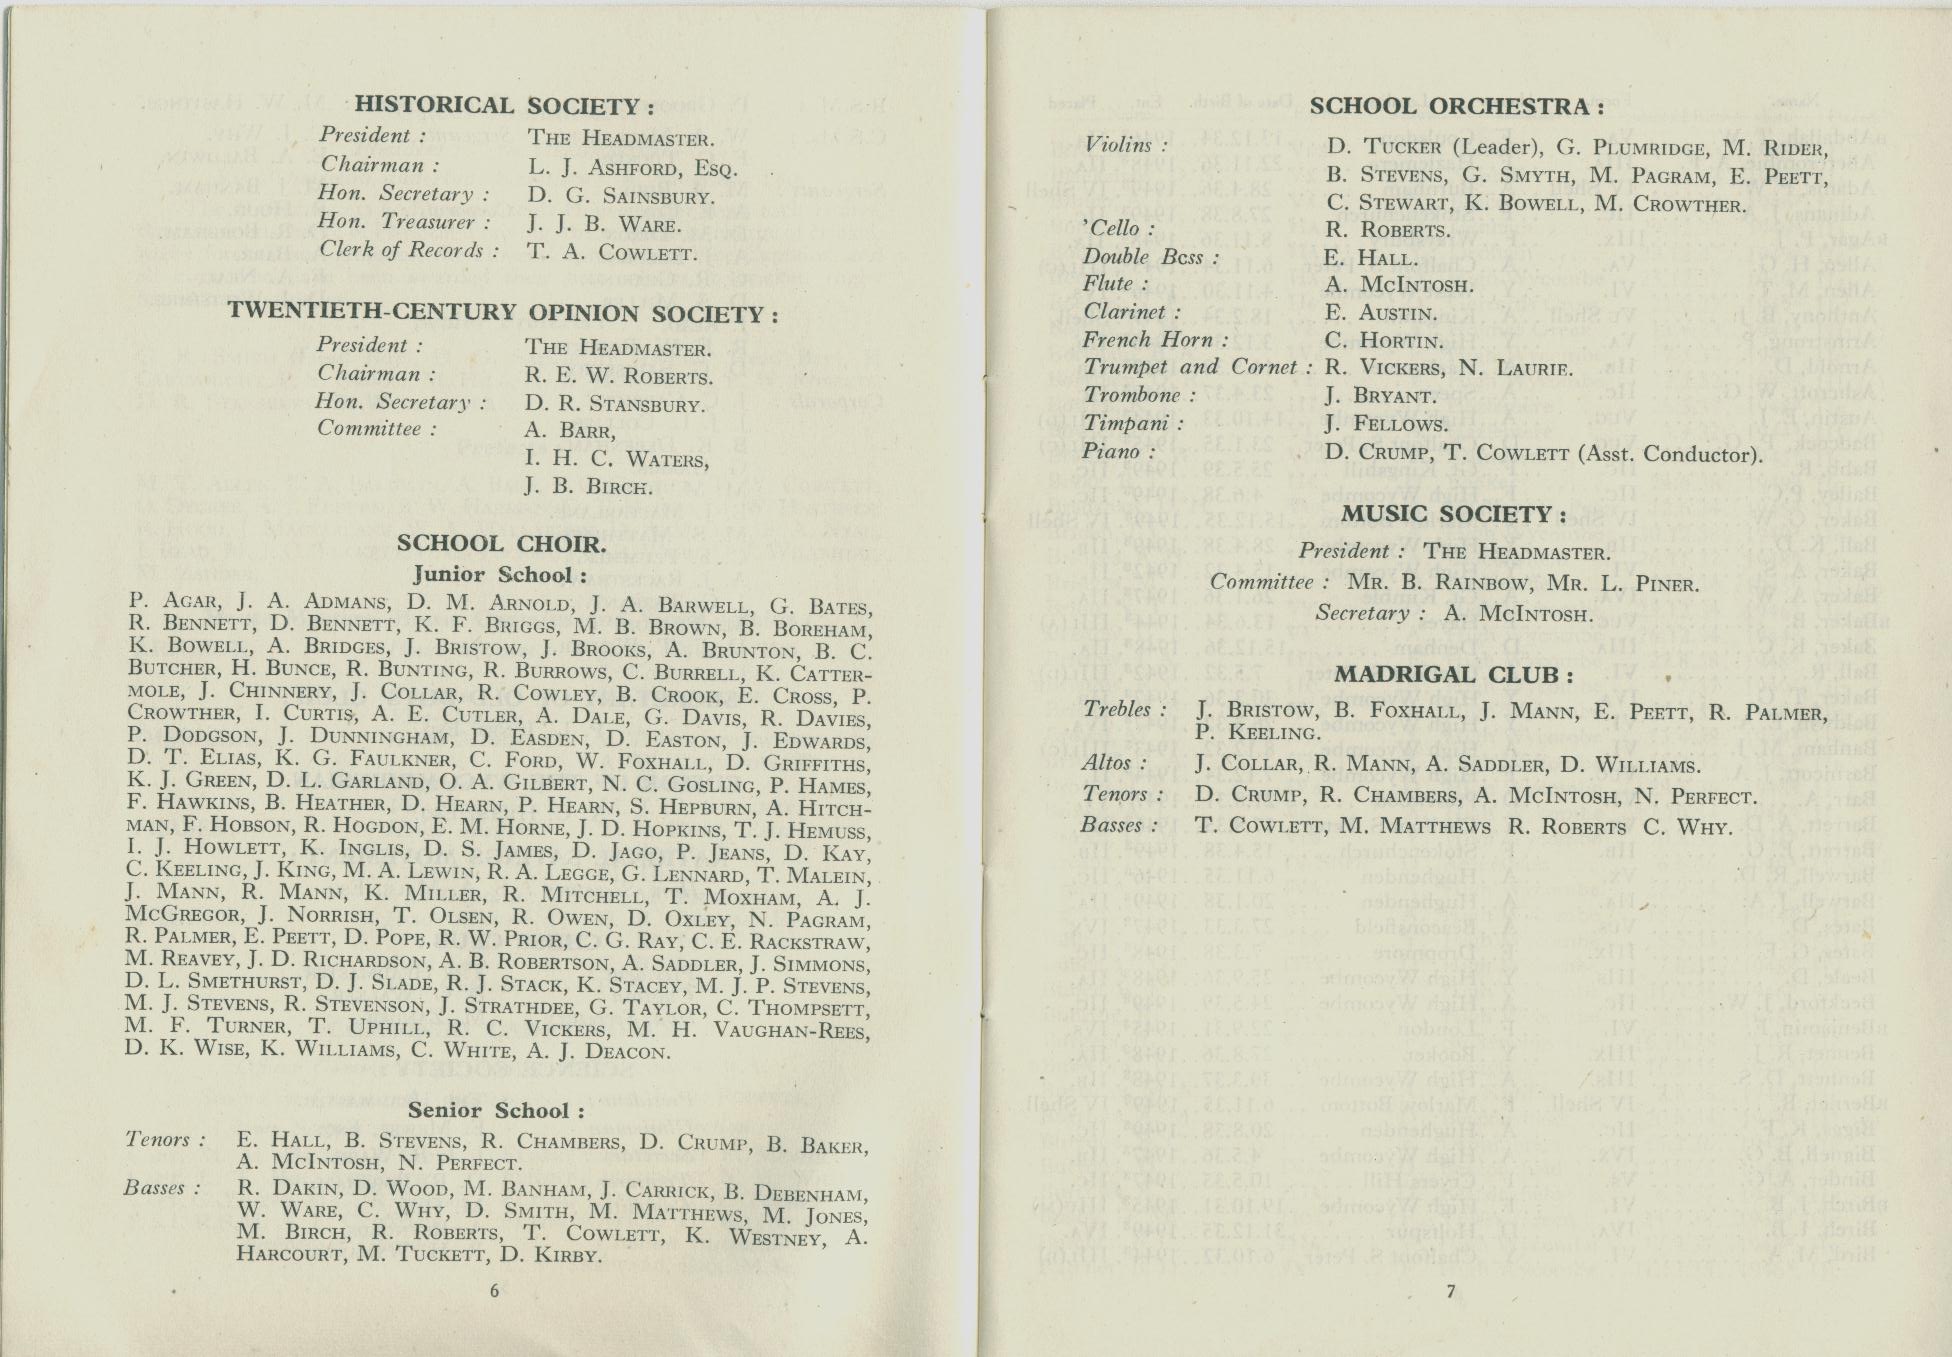 HISTORICAL SOCIETY :
President : THE HEADMASTER.
Chairman : L. J. ASHFORD, ESQ.
Hon. Secretary : D. G. SAINSBURY.
Hon. Treasurer : J. J. B. WARE.
Clerk of Records : T. A. COWLETT.
TWENTIETH-CENTURY OPINION SOCIETY :
President : THE HEADMASTER.
Chairman : R. E. W. ROBERTS.
Hon. Secretary : D. R. STANSBURY.
Committee : A. BARR,
I. H. C. WATERS,
J. B. BIRCH.
SCHOOL CHOIR.
Junior School :
P. AGAR, J. A. ADMANS, D. M. ARNOLD, J. A. BARWELL, G. BATES,
R. BENNETT, D. BENNETT, K. F. BRIGGS, M. B. BROWN, B. BOREHAM,
K. BOWELL, A. BRIDGES, J. BRISTOW, J. BROOKS, A. BRUNTON, B. C.
BUTCHER, H. BUNCE, R. BUNTING, R. BURROWS, C. BURRELL, K. CATTER-
MOLE, J. CHINNERY, J. COLLAR, R. COWLEY, B. CROOK, E. CROSS, P.
CROWTHER, I. CURTIS, A. E. CUTLER, A. DALE, G. DAVIS, R. DAVIES,
P. DODGSON, J. DUNNINGHAM, D. EASDEN, D. EASTON, J. EDWARDS,
D. T. ELIAS, K. G. FAULKNER, C. FORD, W. FOXHALL, D. GRIFFITHS,
K. J. GREEN, D. L. GARLAND, O. A. GILBERT, N. C. GOSLING, P. HAMES,
F. HAWKINS, B. HEATHER, D. HEARN, P. HEARN, S. HEPBURN, A. HITCH-
MAN, F. HOBSON, R. HOGDON, E. M. HORNE, J. D. HOPKINS, T. J. HEMUSS,
I. J. HOWLETT, K. INGLIS, D. S. JAMES, D. JAGO, P. JEANS, D. KAY,
C. KEELING, J. KING, M. A. LEWIN, R. A. LEGGE, G. LENNARD, T. MALEIN,
J. MANN, R. MANN, K. MILLER, R. MITCHELL, T. MOXHAM, A. J.
MCGREGOR, J. NORRISH, T. OLSEN, R. OWEN, D. OXLEY, N. PAGRAM,
R. PALMER, E. PEETT, D. POPE, R. W. PRIOR, C. G. RAY, C. E. RACKSTRAW,
M. REAVEY, J. D. RICHARDSON, A. B. ROBERTSON, A. SADDLER, J. SIMMONS,
D. L. SMETHURST, D. J. SLADE, R. J. STACK, K. STACEY, M. J. P. STEVENS,
M. J. STEVENS, R. STEVENSON, J. STRATHDEE, G. TAYLOR, C. THOMPSETT,
M. F. TURNER, T. UPHILL, R. C. VICKERS, M. H. VAUGHAN-REES,
D. K. WISE, K. WILLIAMS, C. WHITE, A. J. DEACON.
Senior School :
Tenors : E. HALL, B. STEVENS, R. CHAMBERS, D. CRUMP, B. BAKER,
A. MCINTOSH, N. PERFECT.
Basses : R. DAKIN, D. WOOD, M. BANHAM, J. CARRICK, B. DEBENHAM,
W. WARE, C. WHY, D. SMITH, M. MATTHEWS, M. JONES,
M. BIRCH, R. ROBERTS, T. COWLETT, K. WESTNEY, A.
HARCOURT, M. TUCKETT, D. KIRBY.
6
SCHOOL ORCHESTRA :
Violins : D. TUCKER (Leader), G. PLUMRIDGE, M. RIDER,
B. STEVENS, G. SMYTH, M. PAGRAM, E. PEETT,
C. STEWART, K. BOWELL, M. CROWTHER.
'Cello : R. ROBERTS.
Double Bass : E. HALL.
Flute : A. MCINTOSH.
Clarinet : E. AUSTIN.
French Horn : C. HORTIN.
Trumpet and Cornet : R. VICKERS, N. LAURIE.
Trombone : J. BRYANT.
Timpani : J. FELLOWS.
Piano : D. CRUMP, T. COWLETT (Asst. Conductor).
MUSIC SOCIETY :
President : THE HEADMASTER.
Committee : MR. B. RAINBOW, MR. L. PINER.
Secretary : A. MCINTOSH.
MADRIGAL CLUB :
Trebles : J. BRISTOW, B. FOXHALL, J. MANN, E. PEETT, R. PALMER,
P. KEELING.
Altos : J. COLLAR, R. MANN, A. SADDLER, D. WILLIAMS.
Tenors : D. CRUMP, R. CHAMBERS, A. MCINTOSH, N. PERFECT.
Basses : T. COWLETT, M. MATTHEWS R. ROBERTS C. WHY.
7